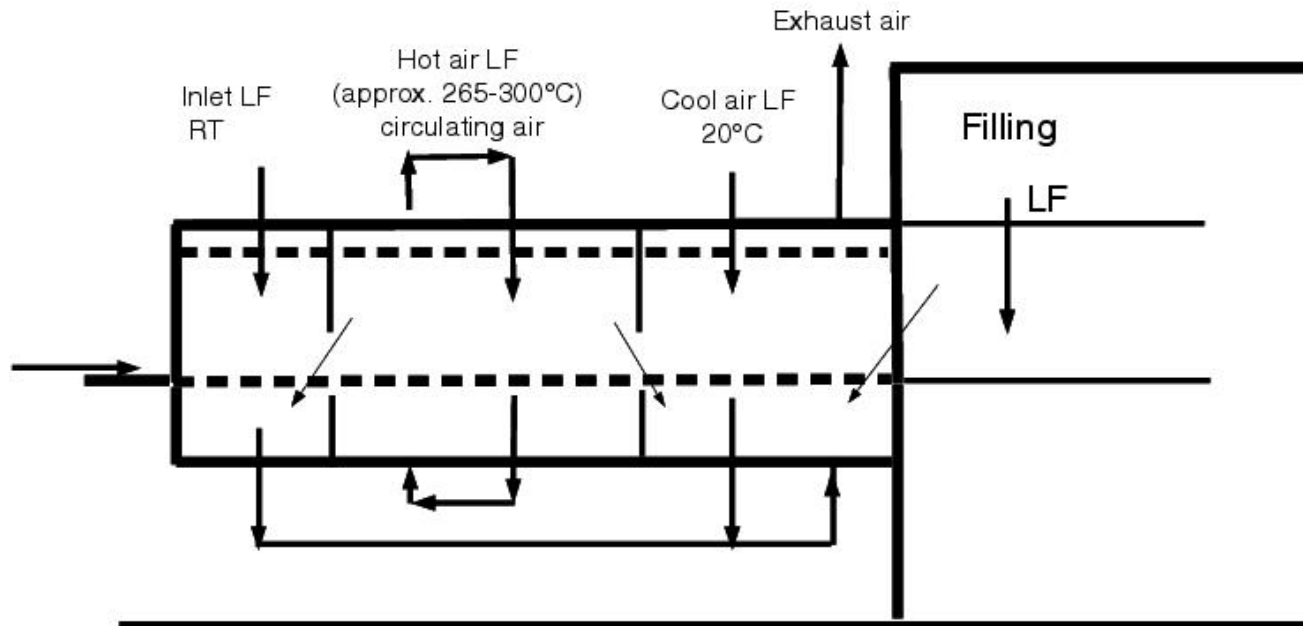 Exhaust air
Hot air LF
(approx. 265-300°C)
circulating air
Inlet LF
RT
Cool air LF
20°C
Filling
LF